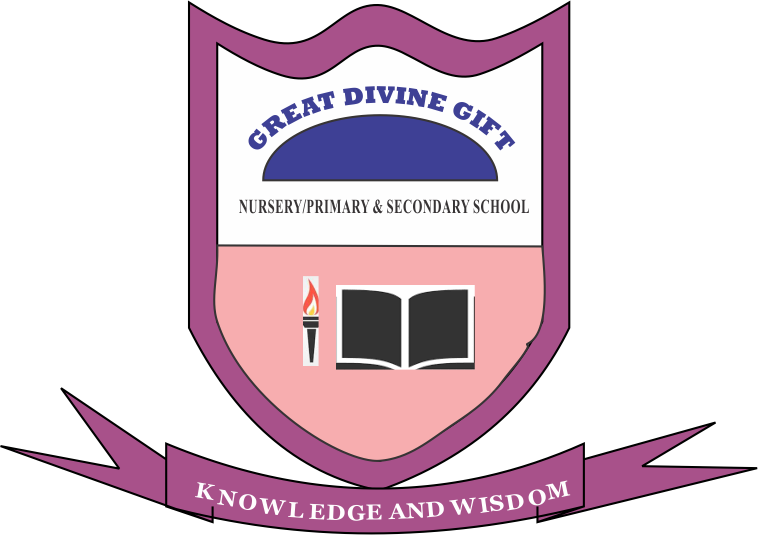 GREAT DIVINE GIFT
NURSERY/PRIMARY & SECONDARY SCHOOL
KNOWLEDGE AND WISDOM